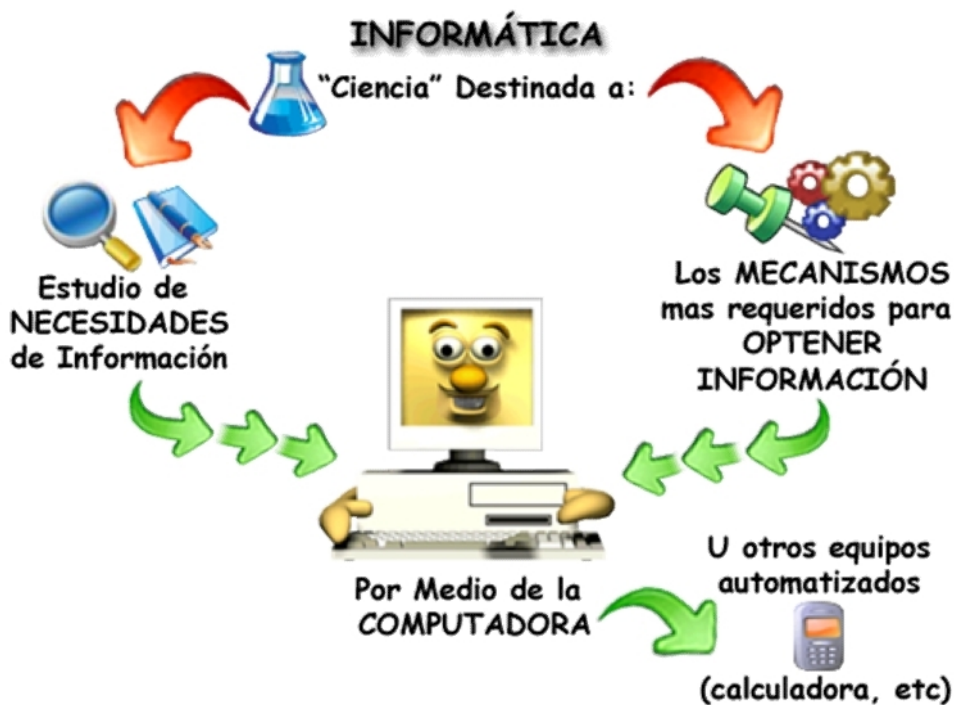 INFORMÁTICA
“Ciencia” Destinada a:
Estudio de
NECESIDADES
de Información
Los MECANISMOS
mas requeridos para
OPTENER
INFORMACIÓN
Por Medio de la
COMPUTADORA
U otros equipos
automatizados
(calculadora, etc)